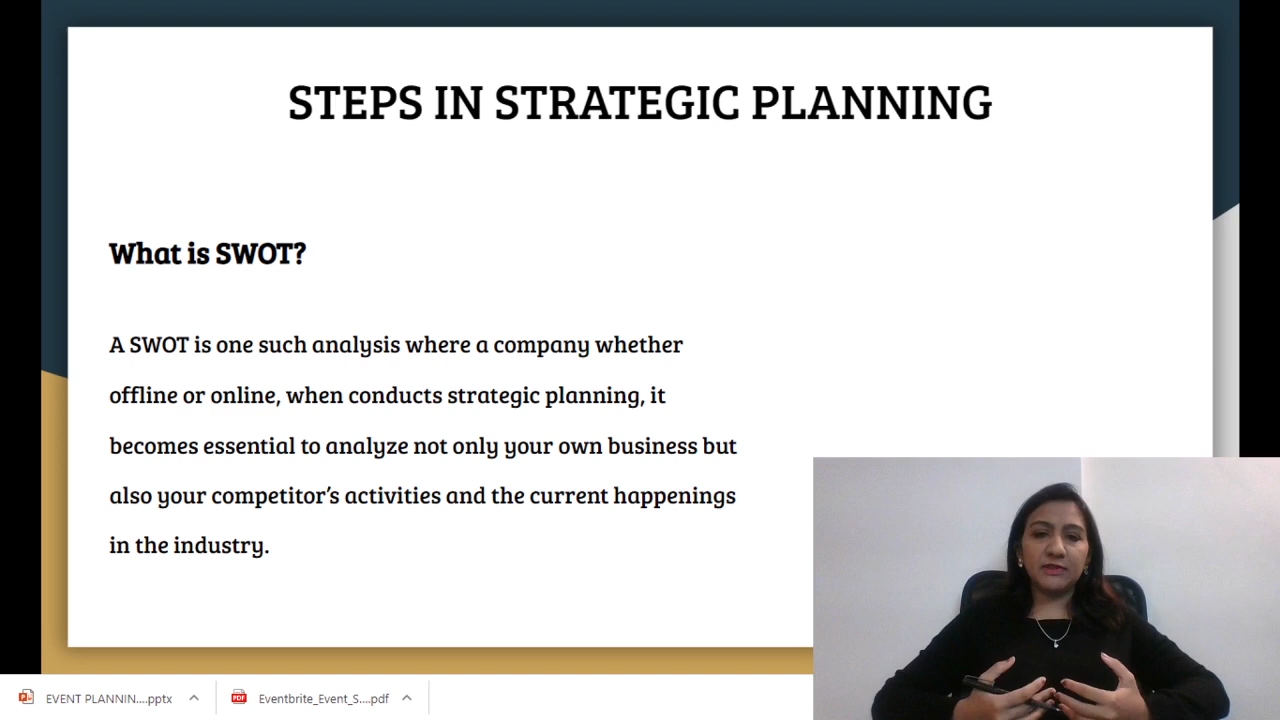 STEPS IN STRATEGIC PLANNING
What is SWOT?
A SWOT is one such analysis where a company whether
offline or online, when conducts strategic planning, it
becomes essential to analyze not only your own business but
also your competitor’s activities and the current happenings
in the industry.
EVENT PLANNIN....pptx
PDF
Eventbrite_Event_S....pdf